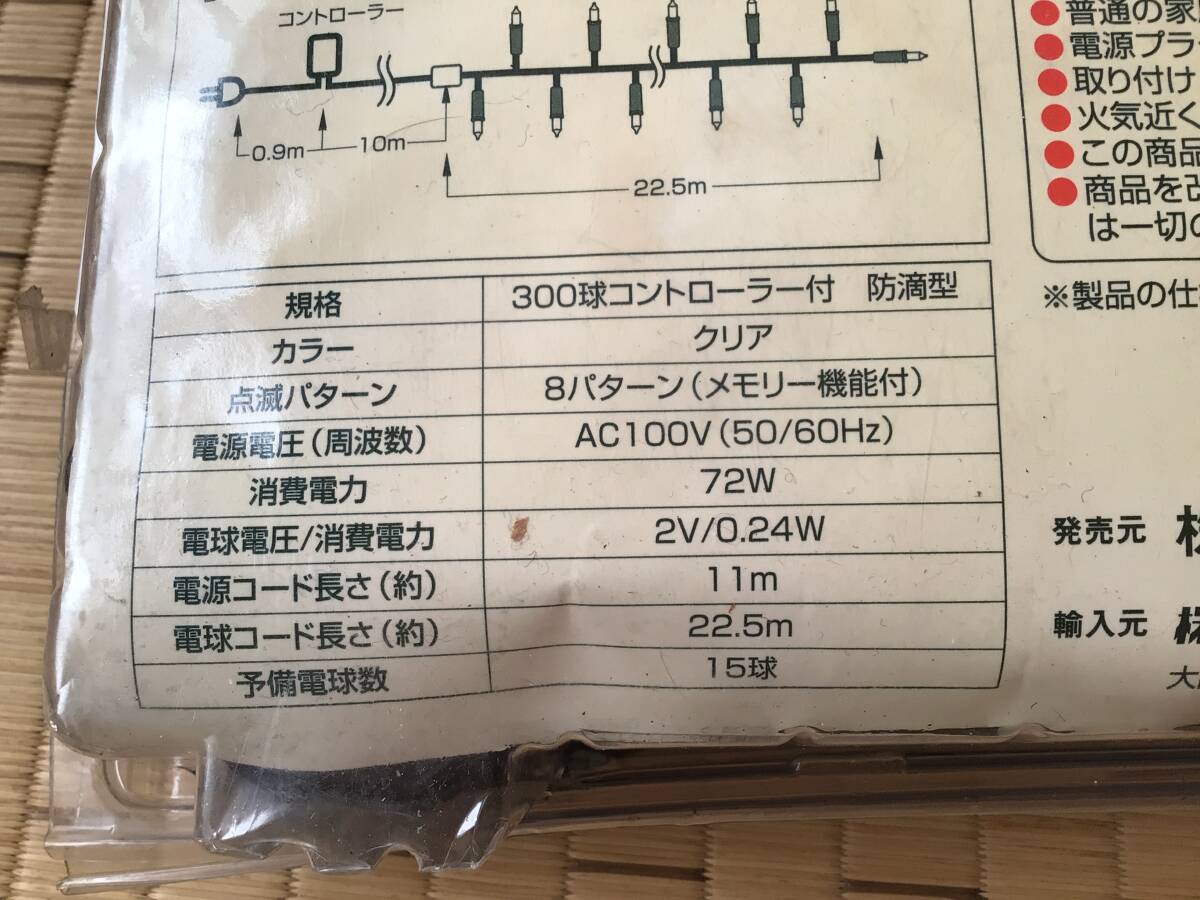 コントローラー
0.9m
10m
22.5m
規格 300球コントローラー付 防滴型
カラー クリア
点滅パターン 8パターン(メモリー機能付)
電源電圧(周波数) AC100V(50/60Hz)
消費電力 72W
電球電圧/消費電力 2V/0.24W
電源コード長さ(約) 11m
電球コード長さ(約) 22.5m
予備電球数 15球
●普通の家
●電源プラ
●取り付け
●火気近く
●この商品
●商品を改
は一切の
※製品の仕
発売元 株
輸入元 株
大